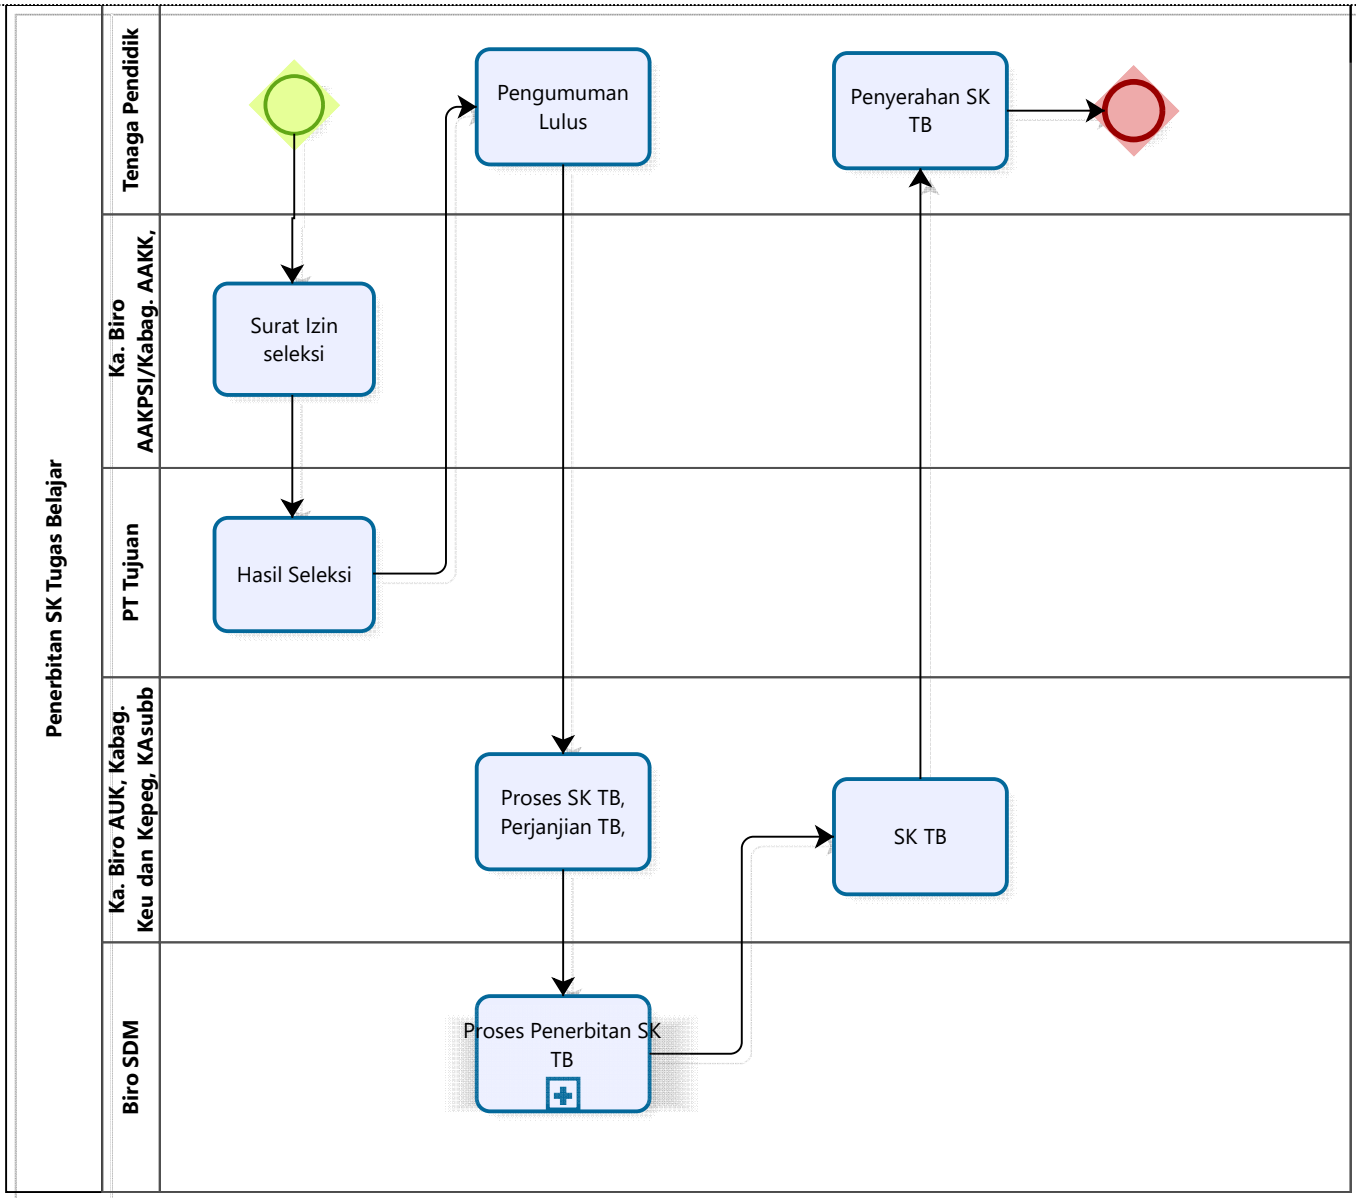 Penerbitan SK Tugas Belajar
Tenaga Pendidik
Pengumuman
Lulus
Penyerahan SK
TB
Ka. Biro
AAKPSI/Kabag. AAKK,
Surat Izin
seleksi
PT Tujuan
Hasil Seleksi
Ka. Biro AUK, Kabag.
Keu dan Kepeg, KAsubb
Proses SK TB,
Perjanjian TB,
SK TB
Biro SDM
Proses Penerbitan SK
TB